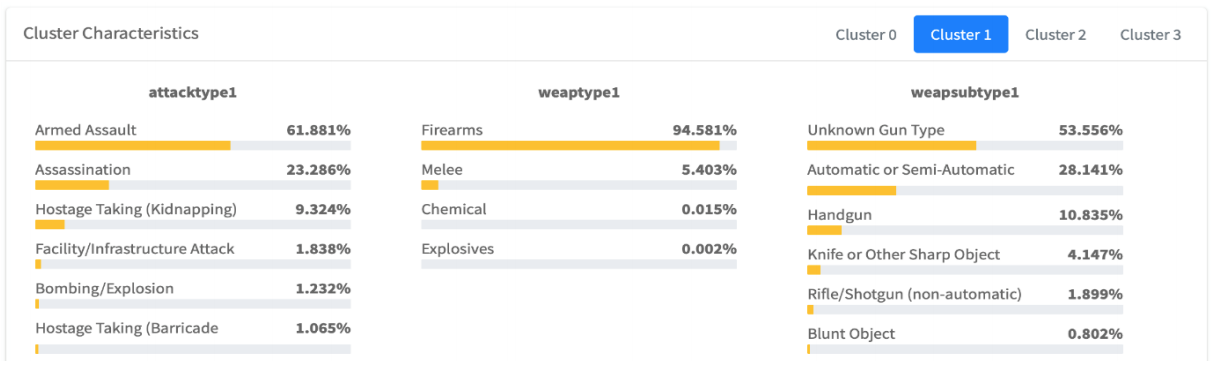 Cluster Characteristics
Cluster 0 Cluster 1 Cluster 2 Cluster 3
attacktype1
Armed Assault 61.881%
Assassination 23.286%
Hostage Taking (Kidnapping) 9.324%
Facility/Infrastructure Attack 1.838%
Bombing/Explosion 1.232%
Hostage Taking (Barricade 1.065%
weaptype1
Firearms 94.581%
Melee 5.403%
Chemical 0.015%
Explosives 0.002%
weapsubtype1
Unknown Gun Type 53.556%
Automatic or Semi-Automatic 28.141%
Handgun 10.835%
Knife or Other Sharp Object 4.147%
Rifle/Shotgun (non-automatic) 1.899%
Blunt Object 0.802%